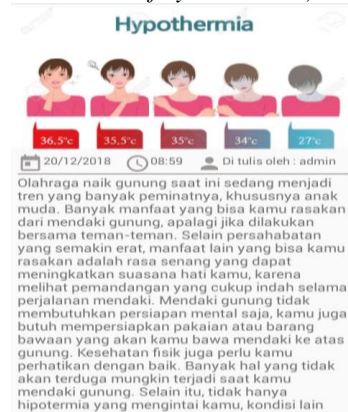 Hypothermia
36,5°c 35,5°c 35°c 34°c 27°c
20/12/2018 08:59 Di tulis oleh : admin
Olahraga naik gunung saat ini sedang menjadi
tren yang banyak peminatnya, khususnya anak
muda. Banyak manfaat yang bisa kamu rasakan
dari mendaki gunung, apalagi jika dilakukan
bersama teman-teman. Selain persahabatan
yang semakin erat, manfaat lain yang bisa kamu
rasakan adalah rasa senang yang dapat
meningkatkan suasana hati kamu, karena
melihat pemandangan yang cukup indah selama
perjalanan mendaki. Mendaki gunung tidak
membutuhkan persiapan mental saja, kamu juga
butuh mempersiapkan pakaian atau barang
bawaan yang akan kamu bawa mendaki ke atas
gunung. Kesehatan fisik juga perlu kamu
perhatikan dengan baik. Banyak hal yang tidak
akan terduga mungkin terjadi saat kamu
mendaki gunung. Selain itu, tidak hanya
hipotermia yang mengintai kamu, kondisi lain